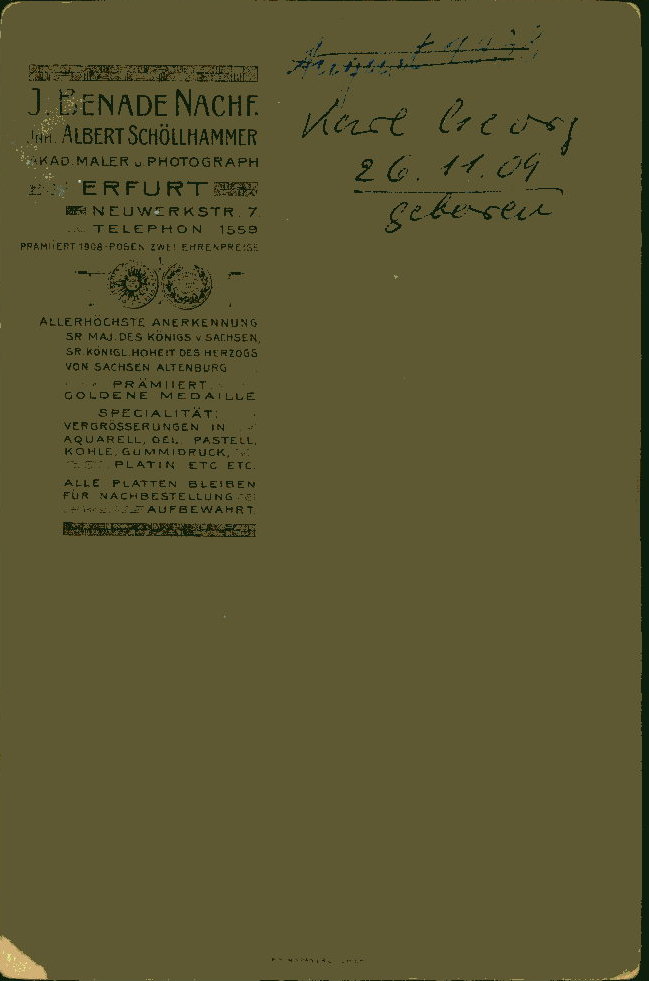 J. BENADE NACHF.
INH. ALBERT SCHÖLLHAMMER
AKAD. MALER U. PHOTOGRAPH
ERFURT
NEUWERKSTR. 7.
TELEPHON 1559
PRÄMIIERT 1908-POSEN ZWEI EHRENPREISE
ALLERHÖCHSTE ANERKENNUNG
SR. MAJ. DES KÖNIGS V. SACHSEN,
SR. KÖNIGL. HOHEIT DES HERZOGS
VON SACHSEN ALTENBURG
PRÄMIIERT
GOLDENE MEDAILLE
SPECIALITÄT:
VERGRÖSSERUNGEN IN
AQUARELL, OEL, PASTELL,
KOHLE, GUMMIDRUCK,
PLATIN ETC. ETC.
ALLE PLATTEN BLEIBEN
FÜR NACHBESTELLUNG
AUFBEWAHRT.
August
Karl Georg
26. 11. 09
geboren